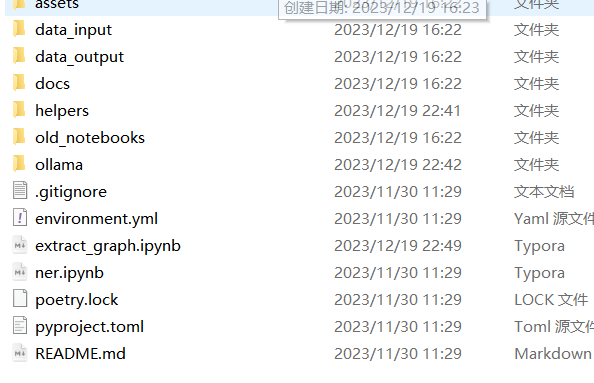 assets 文件夹
创建日期: 2023/12/19 16:23
data_input 2023/12/19 16:22 文件夹
data_output 2023/12/19 16:22 文件夹
docs 2023/12/19 16:22 文件夹
helpers 2023/12/19 22:41 文件夹
old_notebooks 2023/12/19 16:22 文件夹
ollama 2023/12/19 22:42 文件夹
.gitignore 2023/11/30 11:29 文本文档
environment.yml 2023/11/30 11:29 Yaml 源文件
extract_graph.ipynb 2023/12/19 22:49 Typora
ner.ipynb 2023/11/30 11:29 Typora
poetry.lock 2023/11/30 11:29 LOCK 文件
pyproject.toml 2023/11/30 11:29 Toml 源文件
README.md 2023/11/30 11:29 Markdown